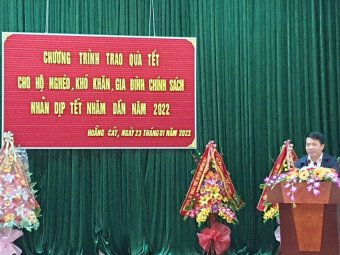 CHƯƠNG TRÌNH TRAO QUÀ TẾT
CHO HỘ NGHÈO, KHÓ KHĂN, GIA ĐÌNH CHÍNH SÁCH
NHÂN DỊP TẾT NHÂM DẦN NĂM 2022
HOẰNG CÁT, NGÀY 23 THÁNG 01 NĂM 2022